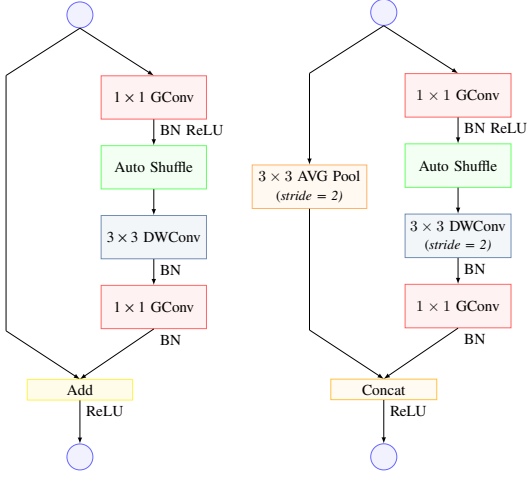 1 × 1 GConv
BN ReLU
Auto Shuffle
3 × 3 DWConv
BN
1 × 1 GConv
BN
Add
ReLU
1 × 1 GConv
BN ReLU
3 × 3 AVG Pool
(stride = 2)
Auto Shuffle
3 × 3 DWConv
(stride = 2)
BN
1 × 1 GConv
BN
Concat
ReLU